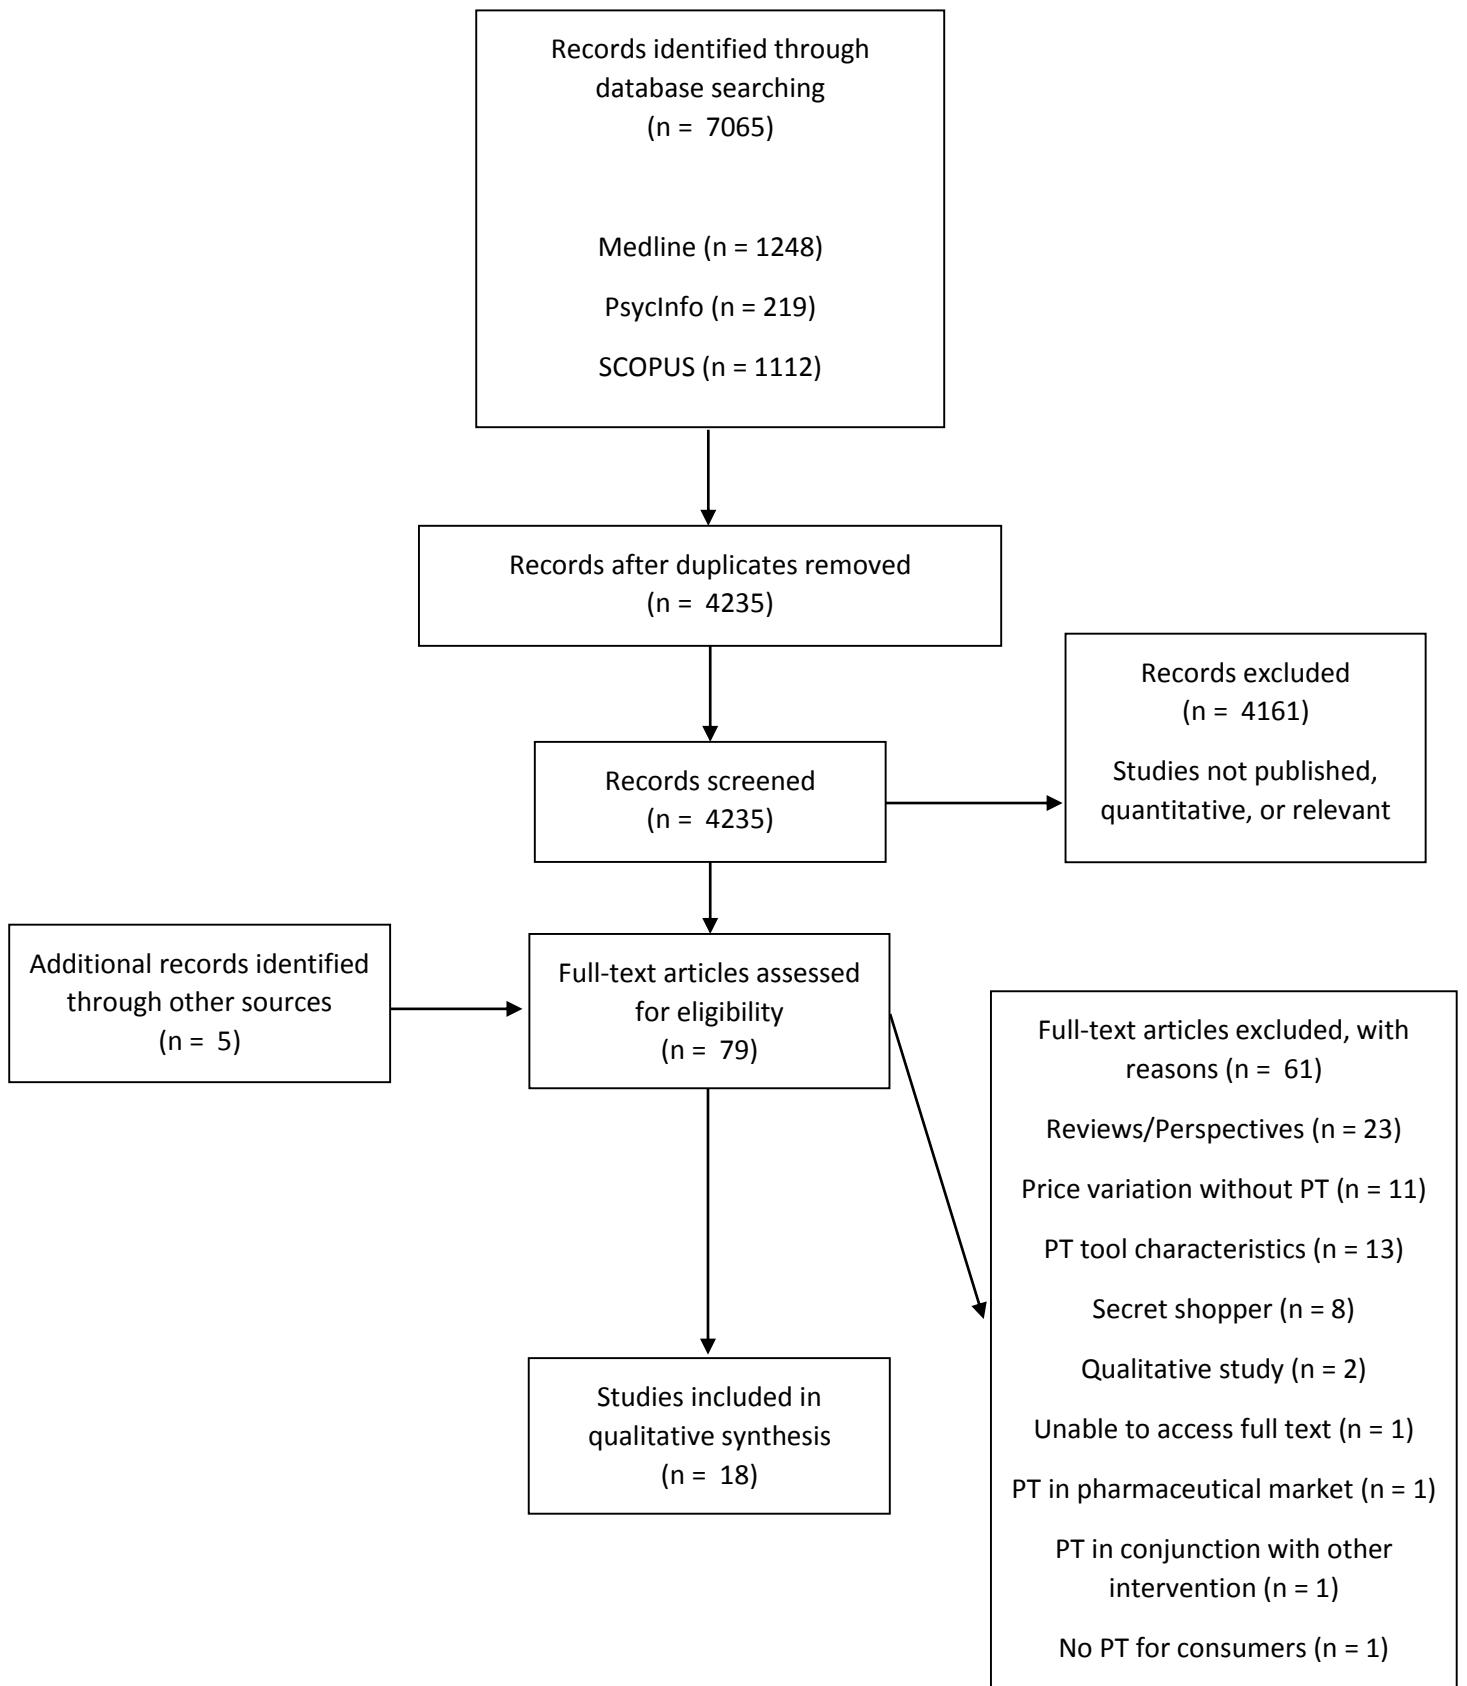 Records identified through
database searching
(n = 7065)
Medline (n = 1248)
PsycInfo (n = 219)
SCOPUS (n = 1112)
Records after duplicates removed
(n = 4235)
Records screened
(n = 4235)
Records excluded
(n = 4161)
Studies not published,
quantitative, or relevant
Additional records identified
through other sources
(n = 5)
Full-text articles assessed
for eligibility
(n = 79)
Full-text articles excluded, with
reasons (n = 61)
Reviews/Perspectives (n = 23)
Price variation without PT (n = 11)
PT tool characteristics (n = 13)
Secret shopper (n = 8)
Qualitative study (n = 2)
Unable to access full text (n = 1)
PT in pharmaceutical market (n = 1)
PT in conjunction with other
intervention (n = 1)
No PT for consumers (n = 1)
Studies included in
qualitative synthesis
(n = 18)